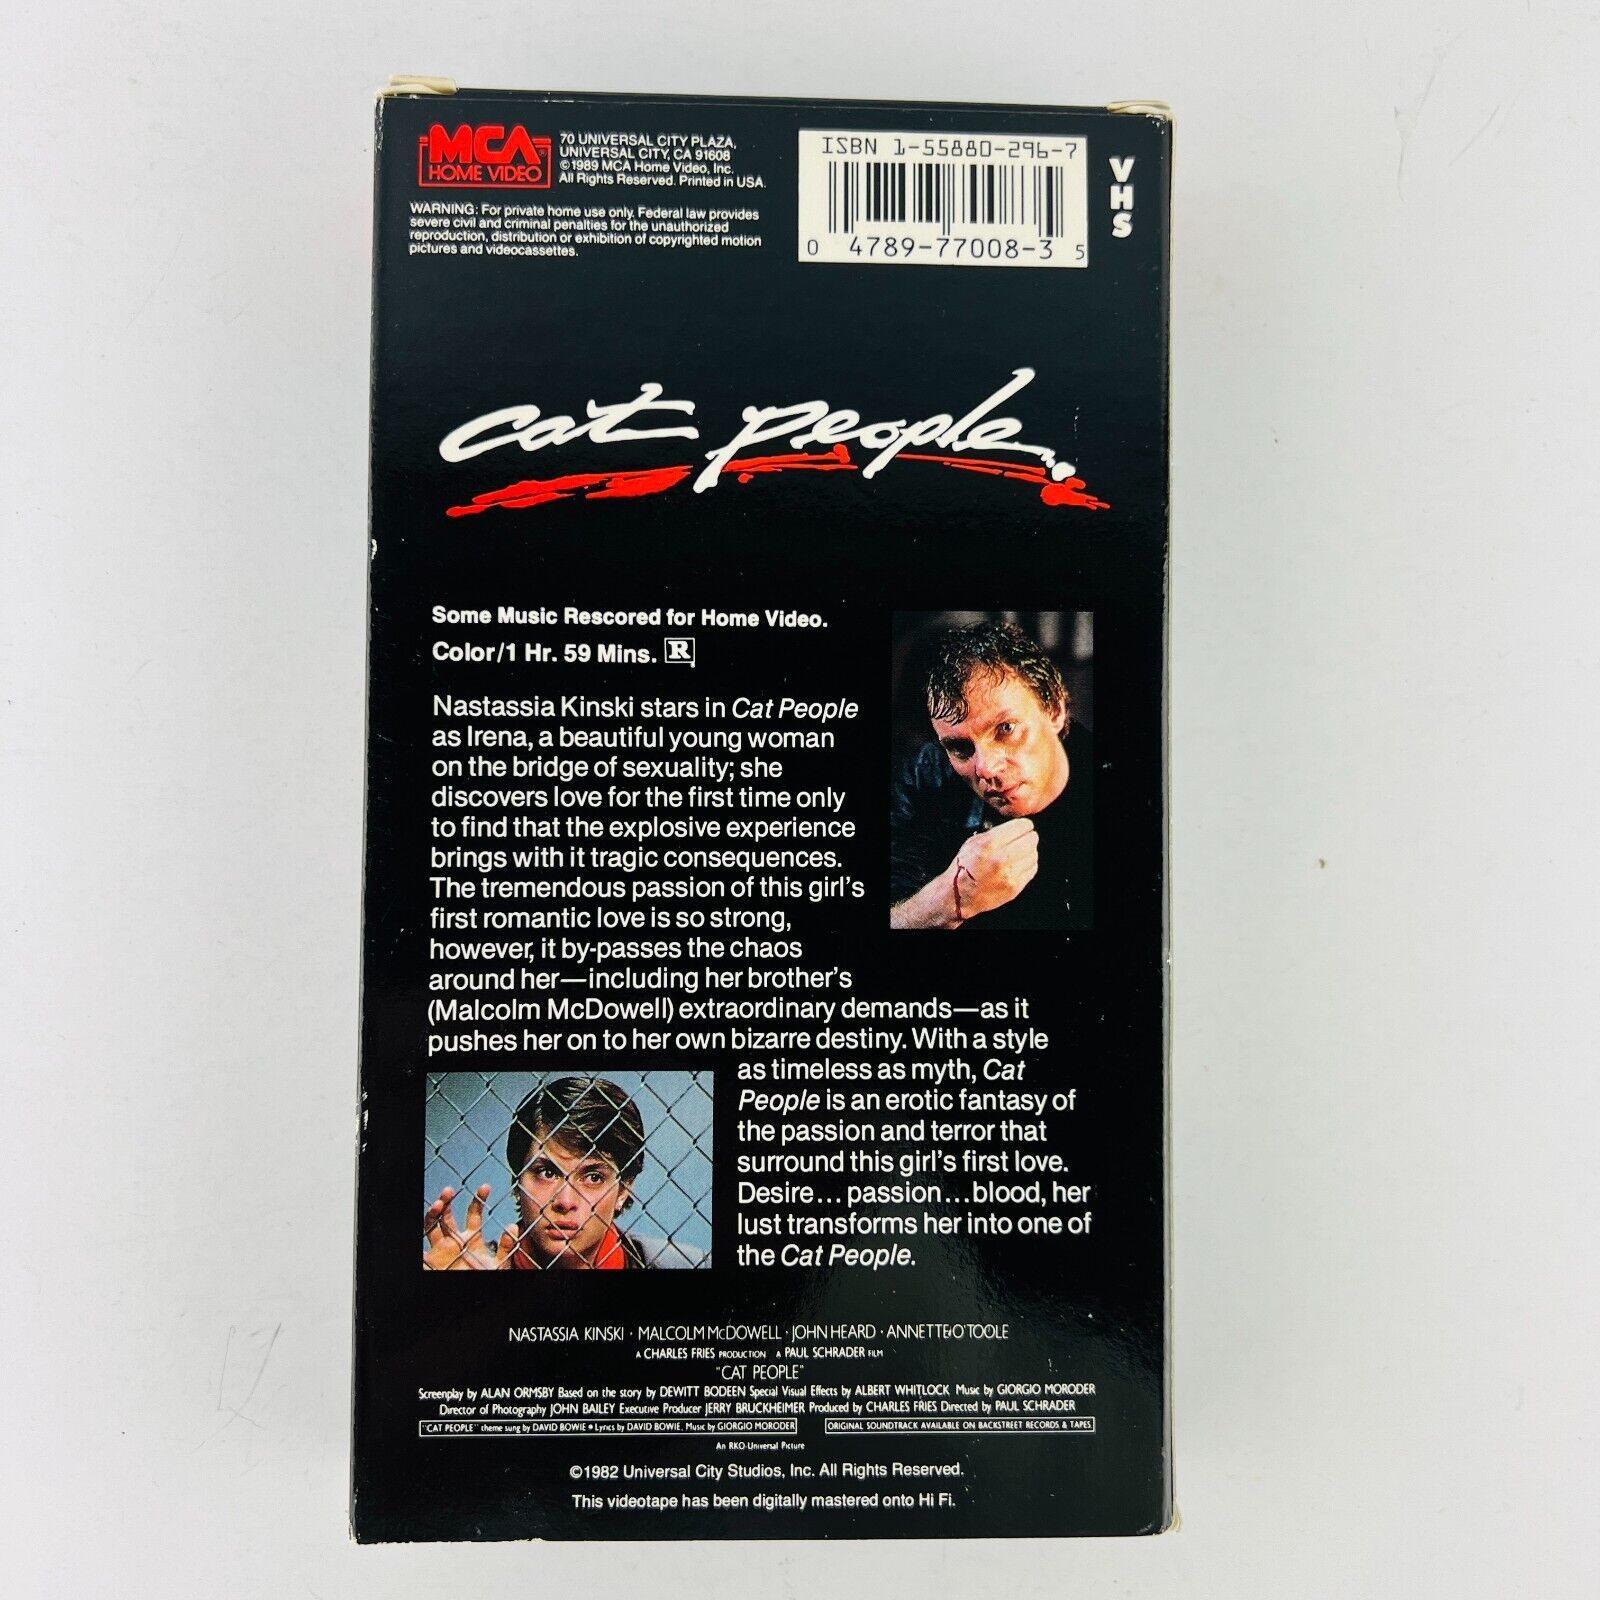 MCA
HOME VIDEO
70 UNIVERSAL CITY PLAZA,
UNIVERSAL CITY, CA 91608
©1989 MCA Home Video, Inc.
All Rights Reserved. Printed in USA.
WARNING: For private home use only. Federal law provides
severe civil and criminal penalties for the unauthorized
reproduction, distribution or exhibition of copyrighted motion
pictures and videocassettes.
ISBN 1-55880-296-7
0 4789-77008-3 5
VHS
cat people...
Some Music Rescored for Home Video.
Color/1 Hr. 59 Mins. R
Nastassia Kinski stars in Cat People
as Irena, a beautiful young woman
on the bridge of sexuality; she
discovers love for the first time only
to find that the explosive experience
brings with it tragic consequences.
The tremendous passion of this girl's
first romantic love is so strong,
however, it by-passes the chaos
around her—including her brother's
(Malcolm McDowell) extraordinary demands—as it
pushes her on to her own bizarre destiny. With a style
as timeless as myth, Cat
People is an erotic fantasy of
the passion and terror that
surround this girl's first love.
Desire...passion...blood, her
lust transforms her into one of
the Cat People.
NASTASSIA KINSKI · MALCOLM McDOWELL · JOHN HEARD · ANNETTE O'TOOLE
A CHARLES FRIES PRODUCTION A PAUL SCHRADER FILM
"CAT PEOPLE"
Screenplay by ALAN ORMSBY Based on the story by DEWITT BODEEN Special Visual Effects by ALBERT WHITLOCK Music by GIORGIO MORODER
Director of Photography JOHN BAILEY Executive Producer JERRY BRUCKHEIMER Produced by CHARLES FRIES Directed by PAUL SCHRADER
"CAT PEOPLE" theme sung by DAVID BOWIE • Lyrics by DAVID BOWIE, Music by GIORGIO MORODER
ORIGINAL SOUNDTRACK AVAILABLE ON BACKSTREET RECORDS & TAPES
An RKO-Universal Picture
©1982 Universal City Studios, Inc. All Rights Reserved.
This videotape has been digitally mastered onto Hi Fi.